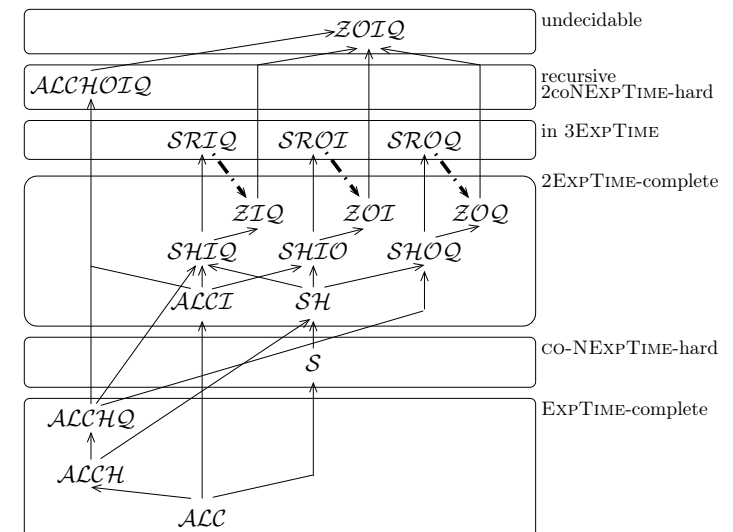 𝒵𝒪ℐ𝒬
undecidable
𝒜ℒ𝒞ℋ𝒪ℐ𝒬
recursive
2coNExpTime-hard
𝒮ℛℐ𝒬 𝒮ℛ𝒪ℐ 𝒮ℛ𝒪𝒬
in 3ExpTime
2ExpTime-complete
𝒵ℐ𝒬 𝒵𝒪ℐ 𝒵𝒪𝒬
𝒮ℋℐ𝒬 𝒮ℋℐ𝒪 𝒮ℋ𝒪𝒬
𝒜ℒ𝒞ℐ 𝒮ℋ
co-NExpTime-hard
𝒮
𝒜ℒ𝒞ℋ𝒬
ExpTime-complete
𝒜ℒ𝒞ℋ
𝒜ℒ𝒞